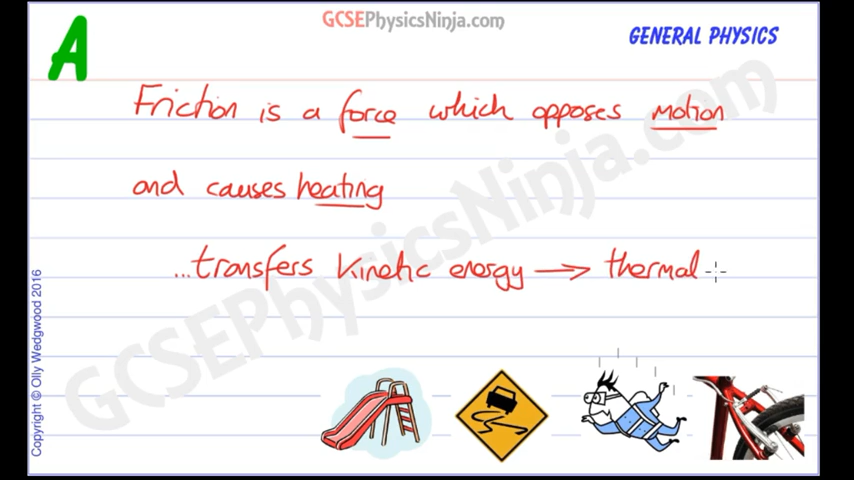 GCSEPhysicsNinja.com
A
GENERAL PHYSICS
Friction is a force which opposes motion
and causes heating
...transfers Kinetic energy → thermal
GCSEPhysicsNinja.com
Copyright © Olly Wedgwood 2016